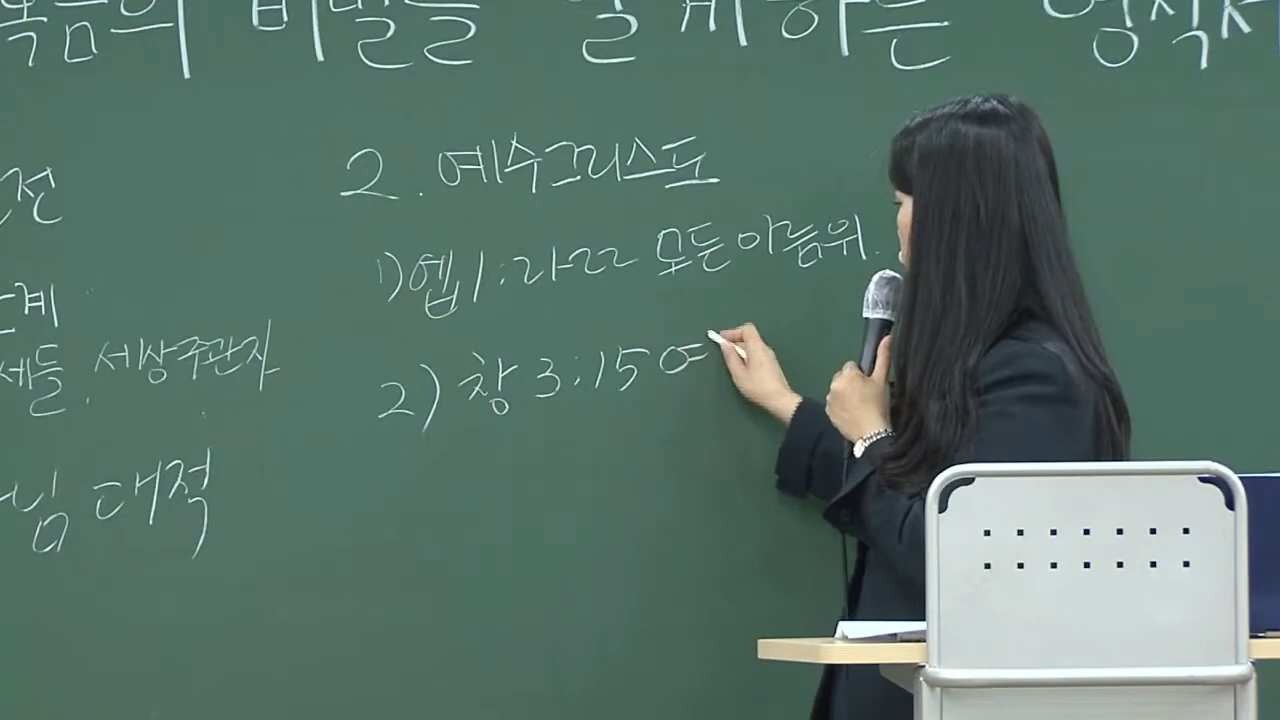 복음의 비밀을 알게하는 영적
전
2. 예수그리스도
1) 엡 1:21-22 모든 이름 위.
계
세들, 세상주관자
2) 창 3:15 여
님 대적